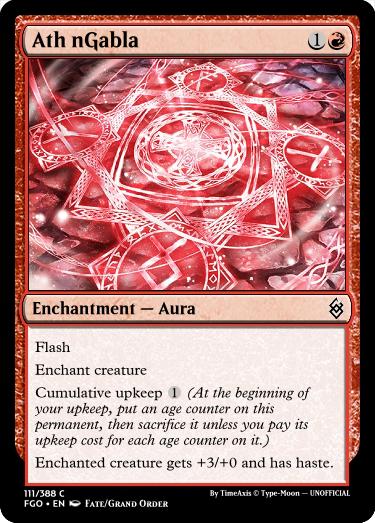 Ath nGabla 1
Enchantment — Aura
Flash
Enchant creature
Cumulative upkeep 1 (At the beginning of
your upkeep, put an age counter on this
permanent, then sacrifice it unless you pay its
upkeep cost for each age counter on it.)
Enchanted creature gets +3/+0 and has haste.
111/388 C
FGO • EN Fate/Grand Order
By TimeAxis © Type-Moon — UNOFFICIAL